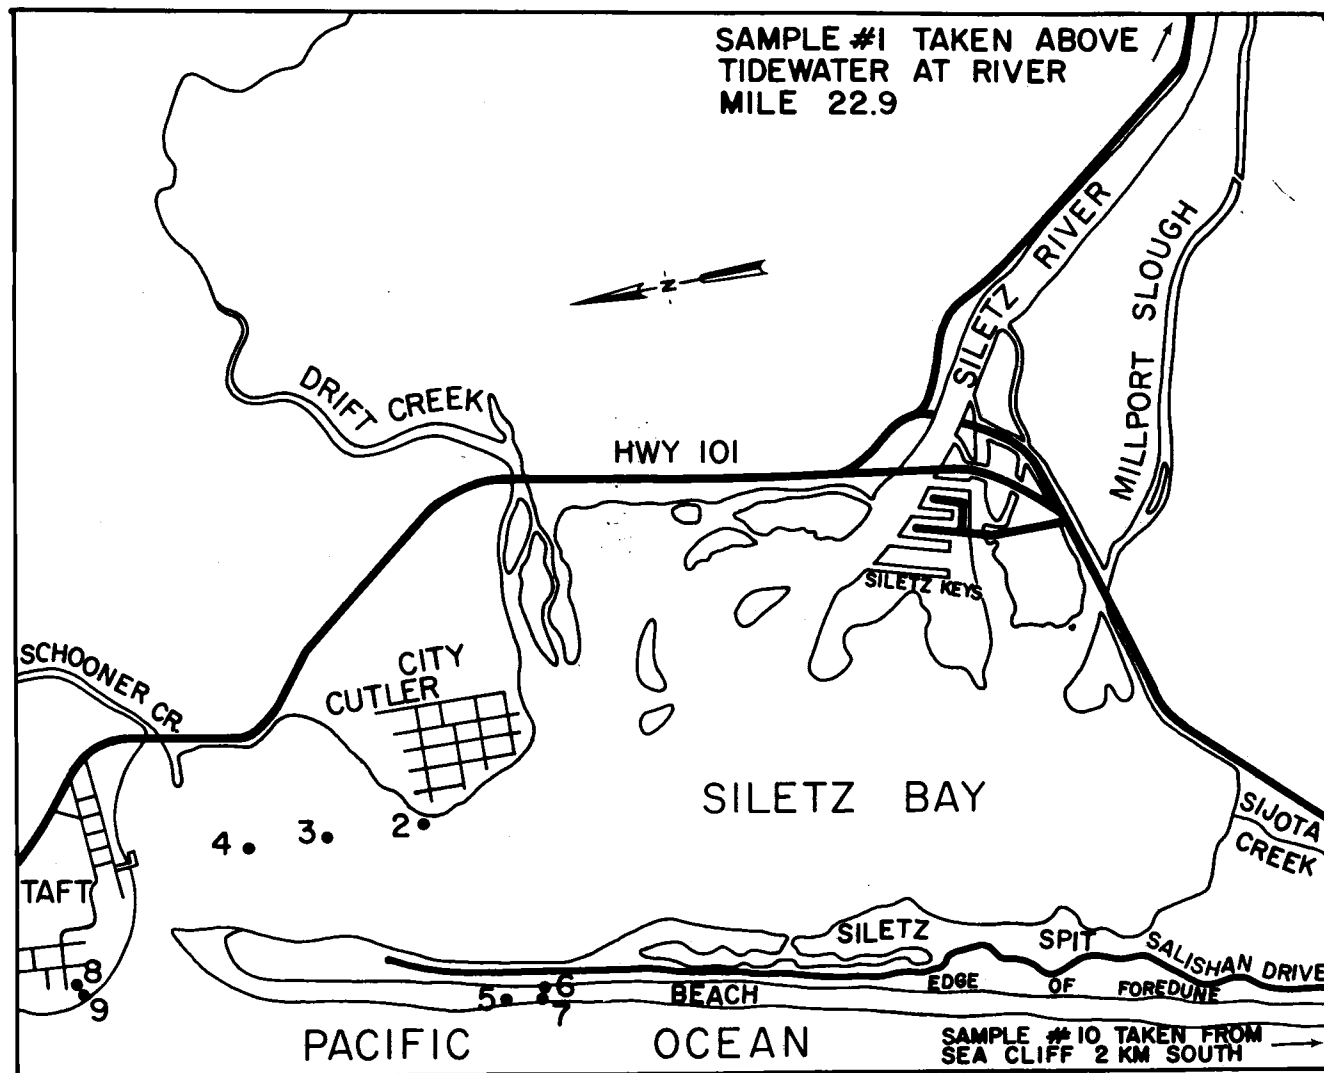 SAMPLE #1 TAKEN ABOVE
TIDEWATER AT RIVER
MILE 22.9
SILETZ RIVER
MILLPORT SLOUGH
N
DRIFT CREEK
HWY 101
SILETZ KEYS
SCHOONER CR.
CITY
CUTLER
SILETZ BAY
SIJOTA
CREEK
4
3
2
TAFT
SILETZ
SPIT
SALISHAN DRIVE
8
9
5
6
7
BEACH
EDGE OF FOREDUNE
PACIFIC OCEAN
SAMPLE #10 TAKEN FROM
SEA CLIFF 2 KM SOUTH